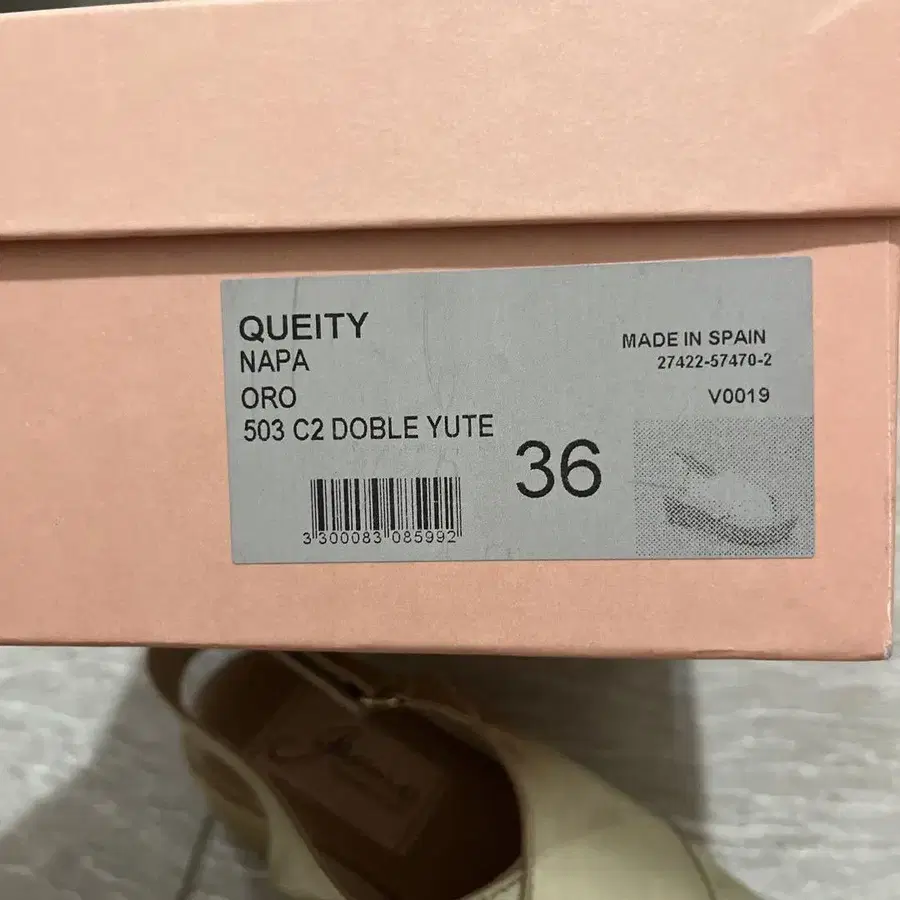 QUEITY
NAPA
ORO
503 C2 DOBLE YUTE
MADE IN SPAIN
27422-57470-2
V0019
36
3 300083 085992